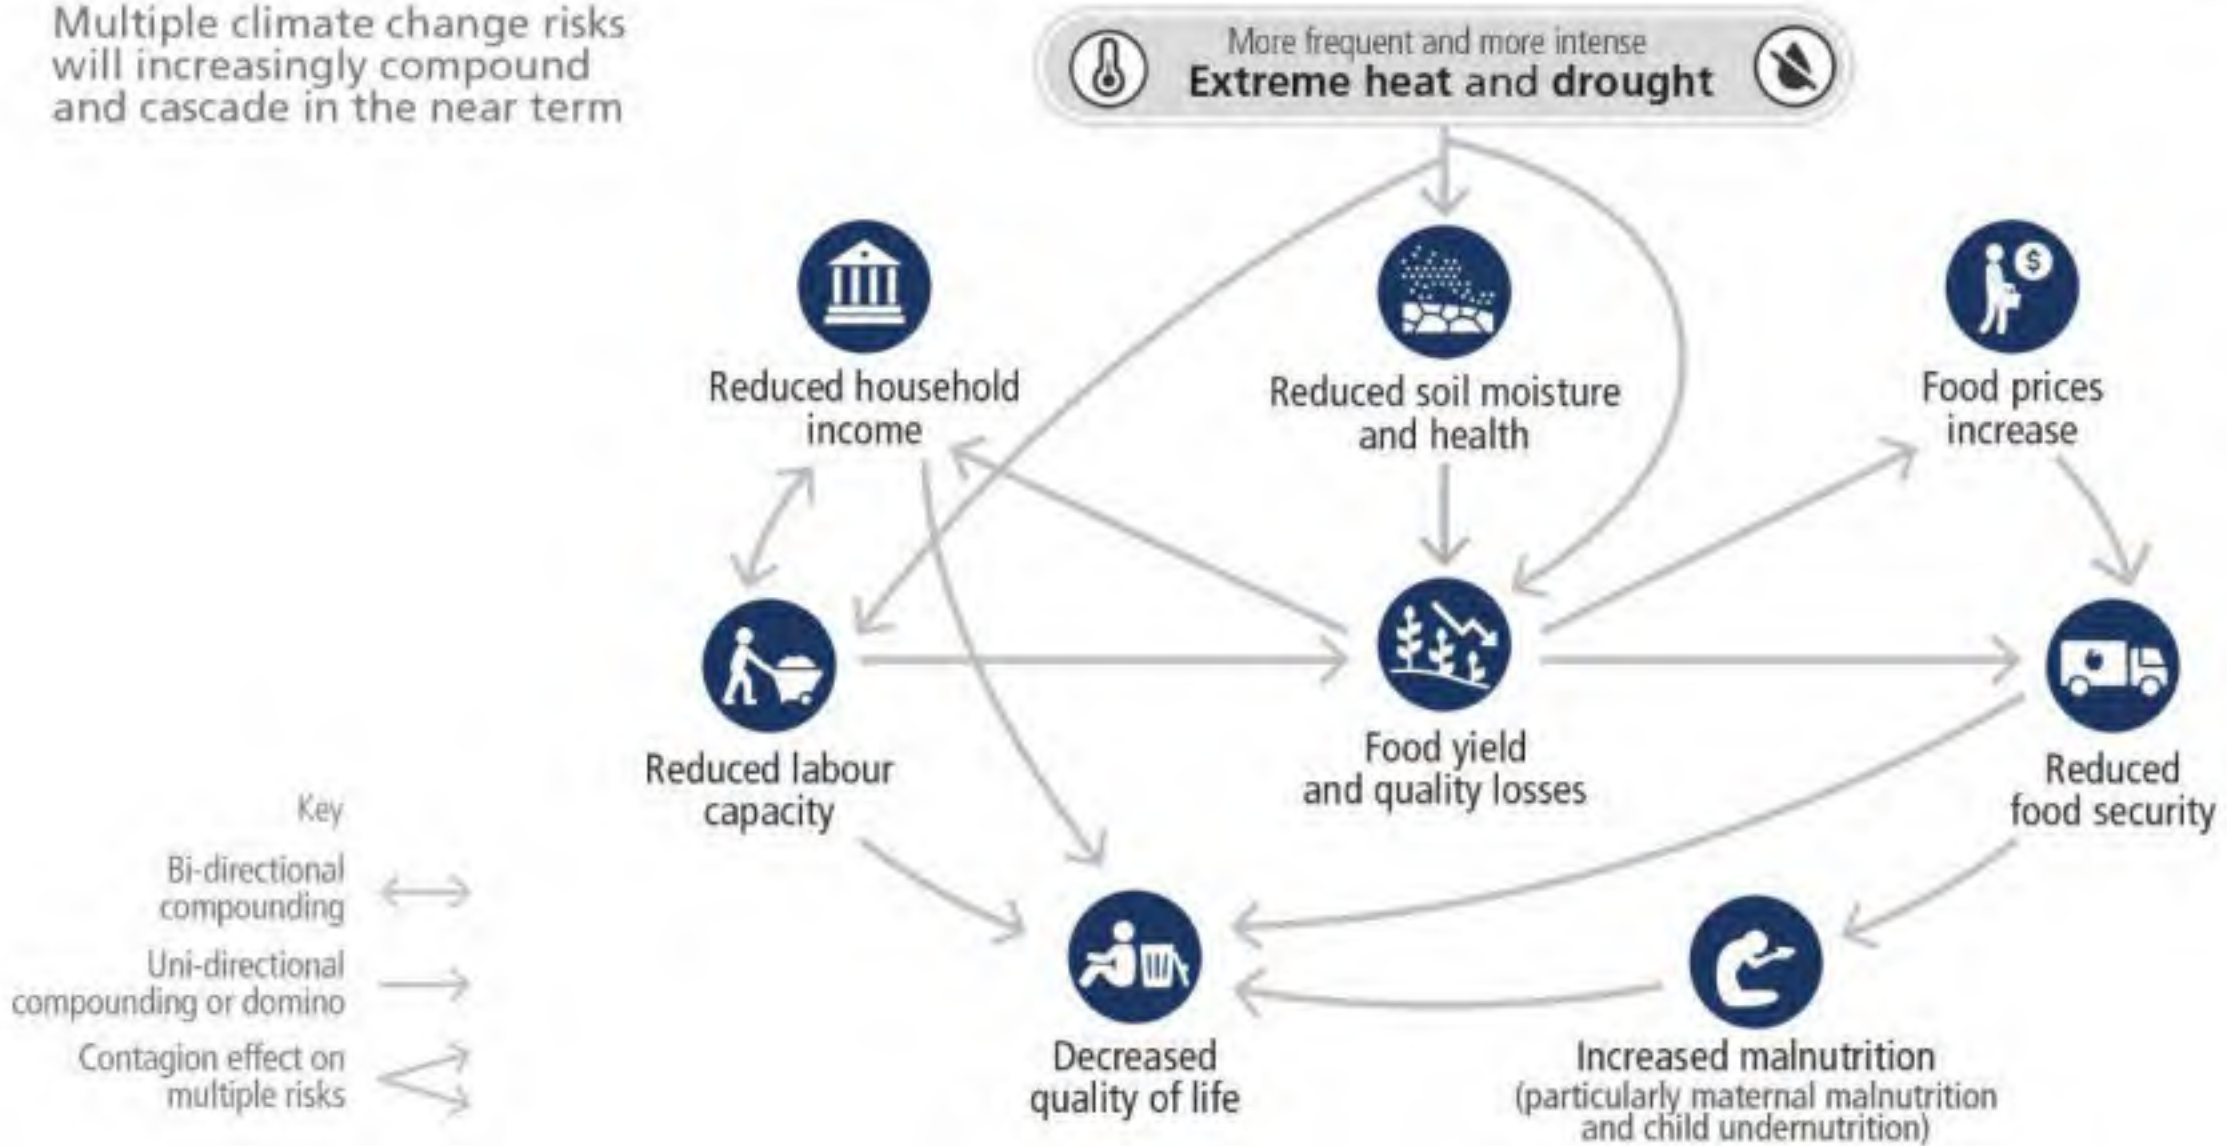 Multiple climate change risks
will increasingly compound
and cascade in the near term
More frequent and more intense
Extreme heat and drought
$
Reduced household
income
Reduced soil moisture
and health
Food prices
increase
Reduced labour
capacity
Food yield
and quality losses
Reduced
food security
Decreased
quality of life
Increased malnutrition
(particularly maternal malnutrition
and child undernutrition)
Key
Bi-directional
compounding
Uni-directional
compounding or domino
Contagion effect on
multiple risks